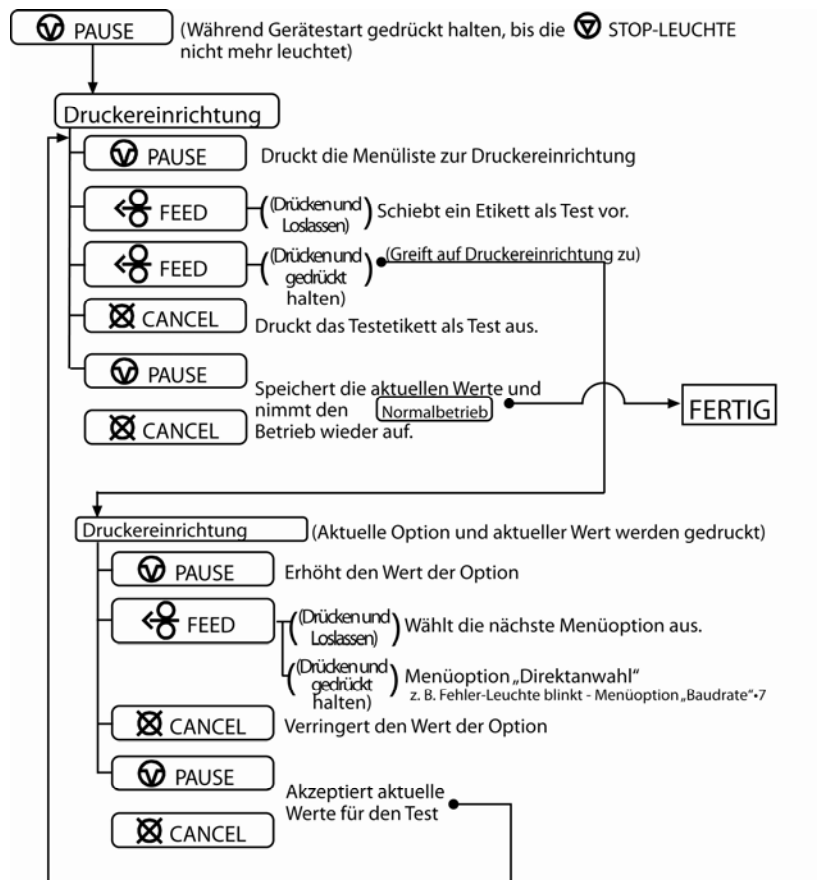 PAUSE (Während Gerätestart gedrückt halten, bis die STOP-LEUCHTE
nicht mehr leuchtet)
Druckereinrichtung
PAUSE Druckt die Menüliste zur Druckereinrichtung
FEED (Drücken und Loslassen) Schiebt ein Etikett als Test vor.
FEED (Drücken und gedrückt halten) (Greift auf Druckereinrichtung zu)
CANCEL Druckt das Testetikett als Test aus.
PAUSE
CANCEL
Speichert die aktuellen Werte und
nimmt den Normalbetrieb
Betrieb wieder auf.
FERTIG
Druckereinrichtung (Aktuelle Option und aktueller Wert werden gedruckt)
PAUSE Erhöht den Wert der Option
FEED (Drücken und Loslassen) Wählt die nächste Menüoption aus.
(Drücken und gedrückt halten) Menüoption „Direktanwahl“
z. B. Fehler-Leuchte blinkt - Menüoption „Baudrate“•7
CANCEL Verringert den Wert der Option
PAUSE
CANCEL
Akzeptiert aktuelle
Werte für den Test